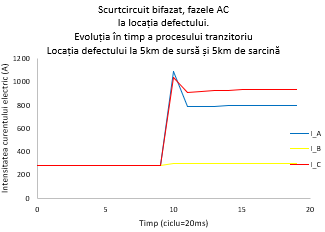 Scurtcircuit bifazat, fazele AC
la locația defectului.
Evoluția în timp a procesului tranzitoriu
Locația defectului la 5km de sursă și 5km de sarcină
Intensitatea curentului electric (A)
1200
1000
800
600
400
200
0
0
5
10
15
20
I_A
I_B
I_C
Timp (ciclu=20ms)